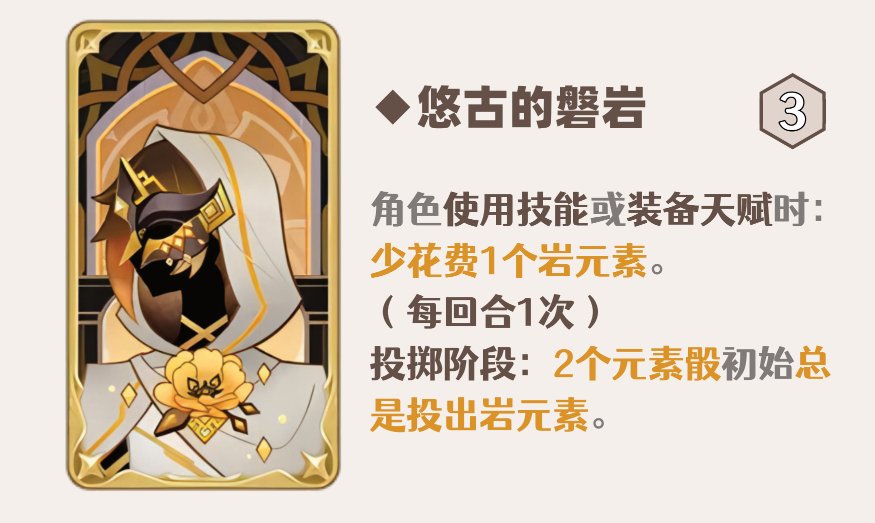 ◆悠古的磐岩
3
角色使用技能或装备天赋时：
少花费1个岩元素。
（每回合1次）
投掷阶段：2个元素骰初始总
是投出岩元素。